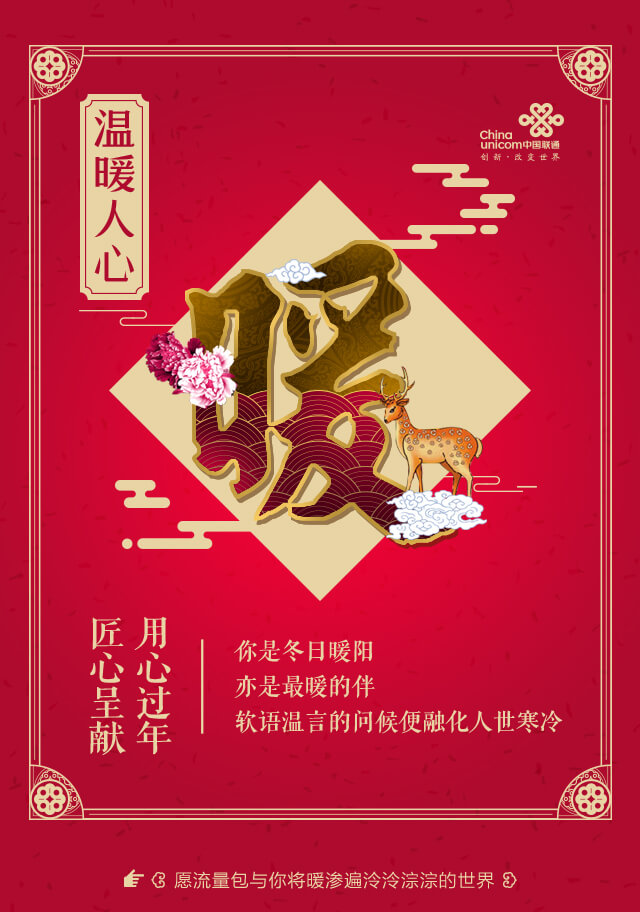 温暖人心
China
unicom中国联通
创新·改变世界
暖
用心过年
匠心呈献
你是冬日暖阳
亦是最暖的伴
软语温言的问候便融化人世寒冷
愿流量包与你将暖渗遍泠泠淙淙的世界